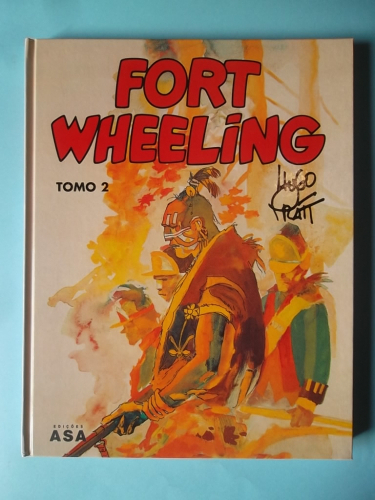 FORT
WHEELiNG
TOMO 2
HUGO
PRATT
EDIÇÕES
ASA